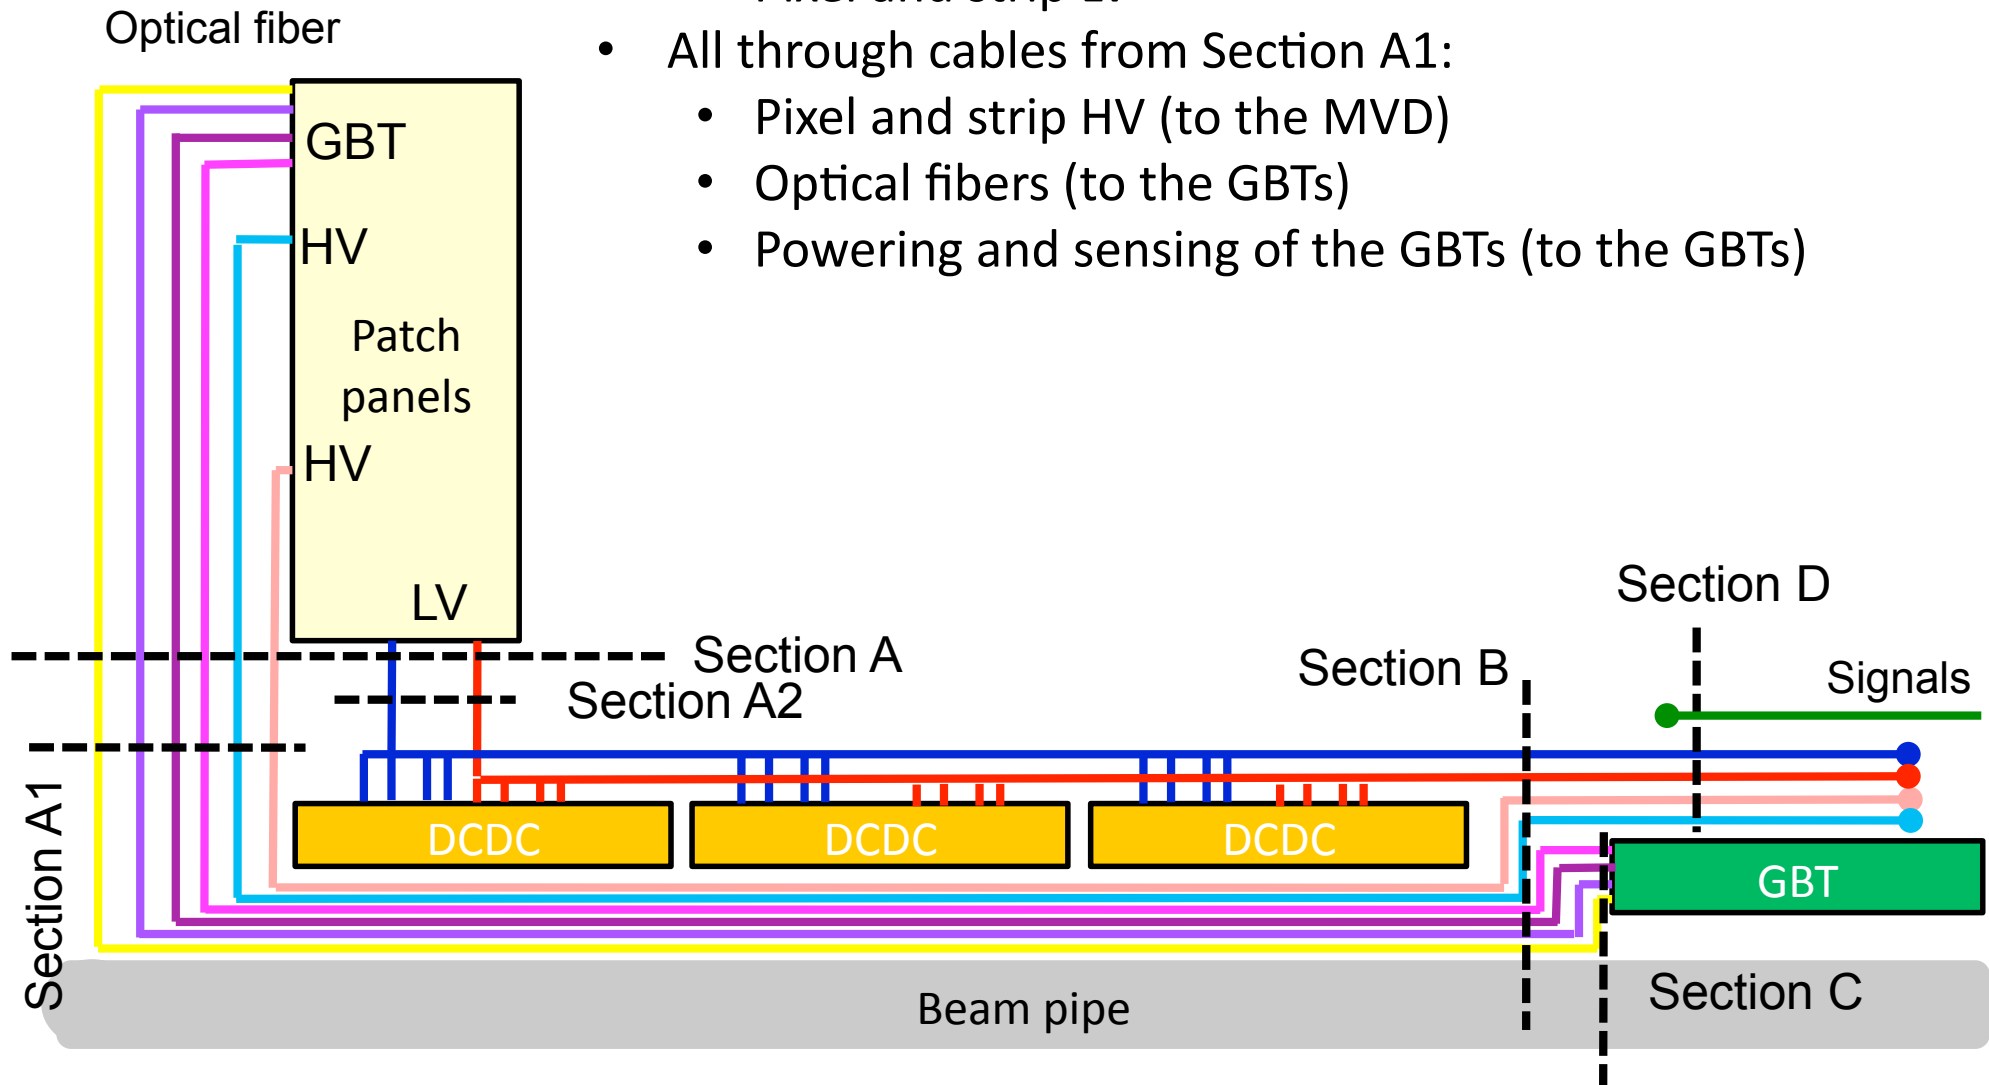 Optical fiber
• All through cables from Section A1:
• Pixel and strip HV (to the MVD)
• Optical fibers (to the GBTs)
• Powering and sensing of the GBTs (to the GBTs)
GBT
HV
Patch
panels
HV
LV
Section A
Section A2
Section A1
Section B
Section D
Signals
DCDC
DCDC
DCDC
GBT
Section C
Beam pipe